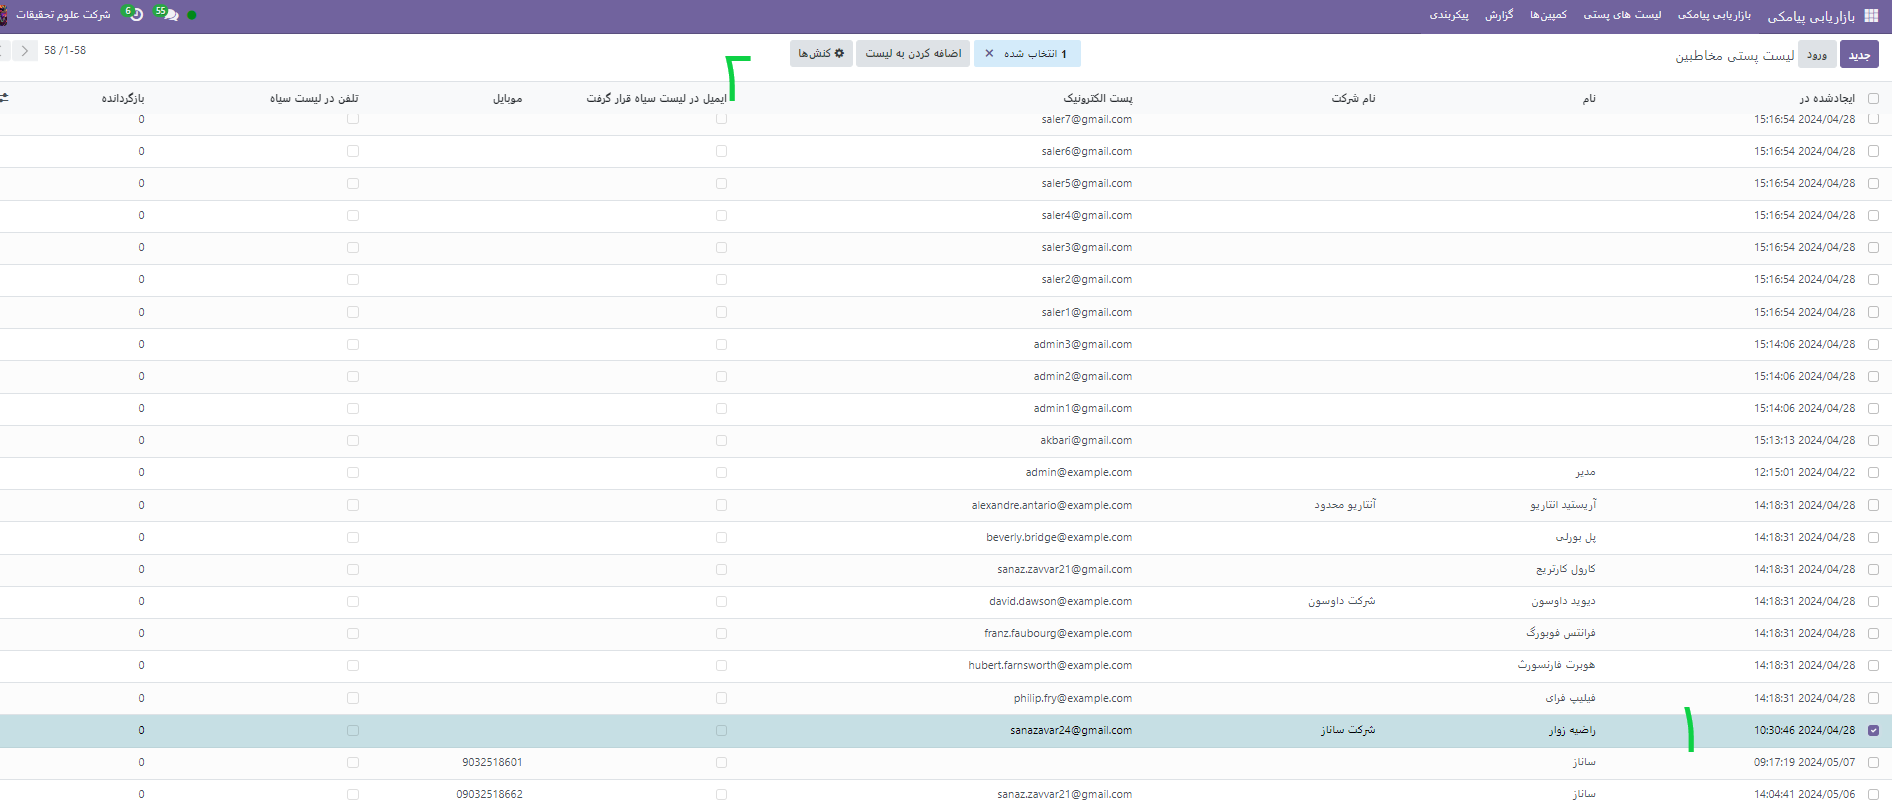 بازاریابی پیامکی بازاریابی پیامکی لیست های پستی کمپین‌ها گزارش پیکربندی 55 6 شرکت علوم تحقیقات
جدید ورود لیست پستی مخاطبین 1 انتخاب شده ✕ اضافه کردن به لیست کنش‌ها 58 /1-58
۲
ایجادشده در نام نام شرکت پست الکترونیک ایمیل در لیست سیاه قرار گرفت موبایل تلفن در لیست سیاه بازگردانده
15:16:54 2024/04/28 saler7@gmail.com 0
15:16:54 2024/04/28 saler6@gmail.com 0
15:16:54 2024/04/28 saler5@gmail.com 0
15:16:54 2024/04/28 saler4@gmail.com 0
15:16:54 2024/04/28 saler3@gmail.com 0
15:16:54 2024/04/28 saler2@gmail.com 0
15:16:54 2024/04/28 saler1@gmail.com 0
15:14:06 2024/04/28 admin3@gmail.com 0
15:14:06 2024/04/28 admin2@gmail.com 0
15:14:06 2024/04/28 admin1@gmail.com 0
15:13:13 2024/04/28 akbari@gmail.com 0
12:15:01 2024/04/22 مدیر admin@example.com 0
14:18:31 2024/04/28 آریستید انتاریو آنتاریو محدود alexandre.antario@example.com 0
14:18:31 2024/04/28 پل بورلی beverly.bridge@example.com 0
14:18:31 2024/04/28 کارول کارتریج sanaz.zavvar21@gmail.com 0
14:18:31 2024/04/28 دیوید داوسون شرکت داوسون david.dawson@example.com 0
14:18:31 2024/04/28 فرانتس فوبورگ franz.faubourg@example.com 0
14:18:31 2024/04/28 هوبرت فارنسورث hubert.farnsworth@example.com 0
14:18:31 2024/04/28 فیلیپ فرای philip.fry@example.com 0
10:30:46 2024/04/28 ۱ راضیه زوار شرکت ساناز sanazavar24@gmail.com 0
09:17:19 2024/05/07 ساناز 9032518601 0
14:04:41 2024/05/06 ساناز sanaz.zavvar21@gmail.com 09032518662 0